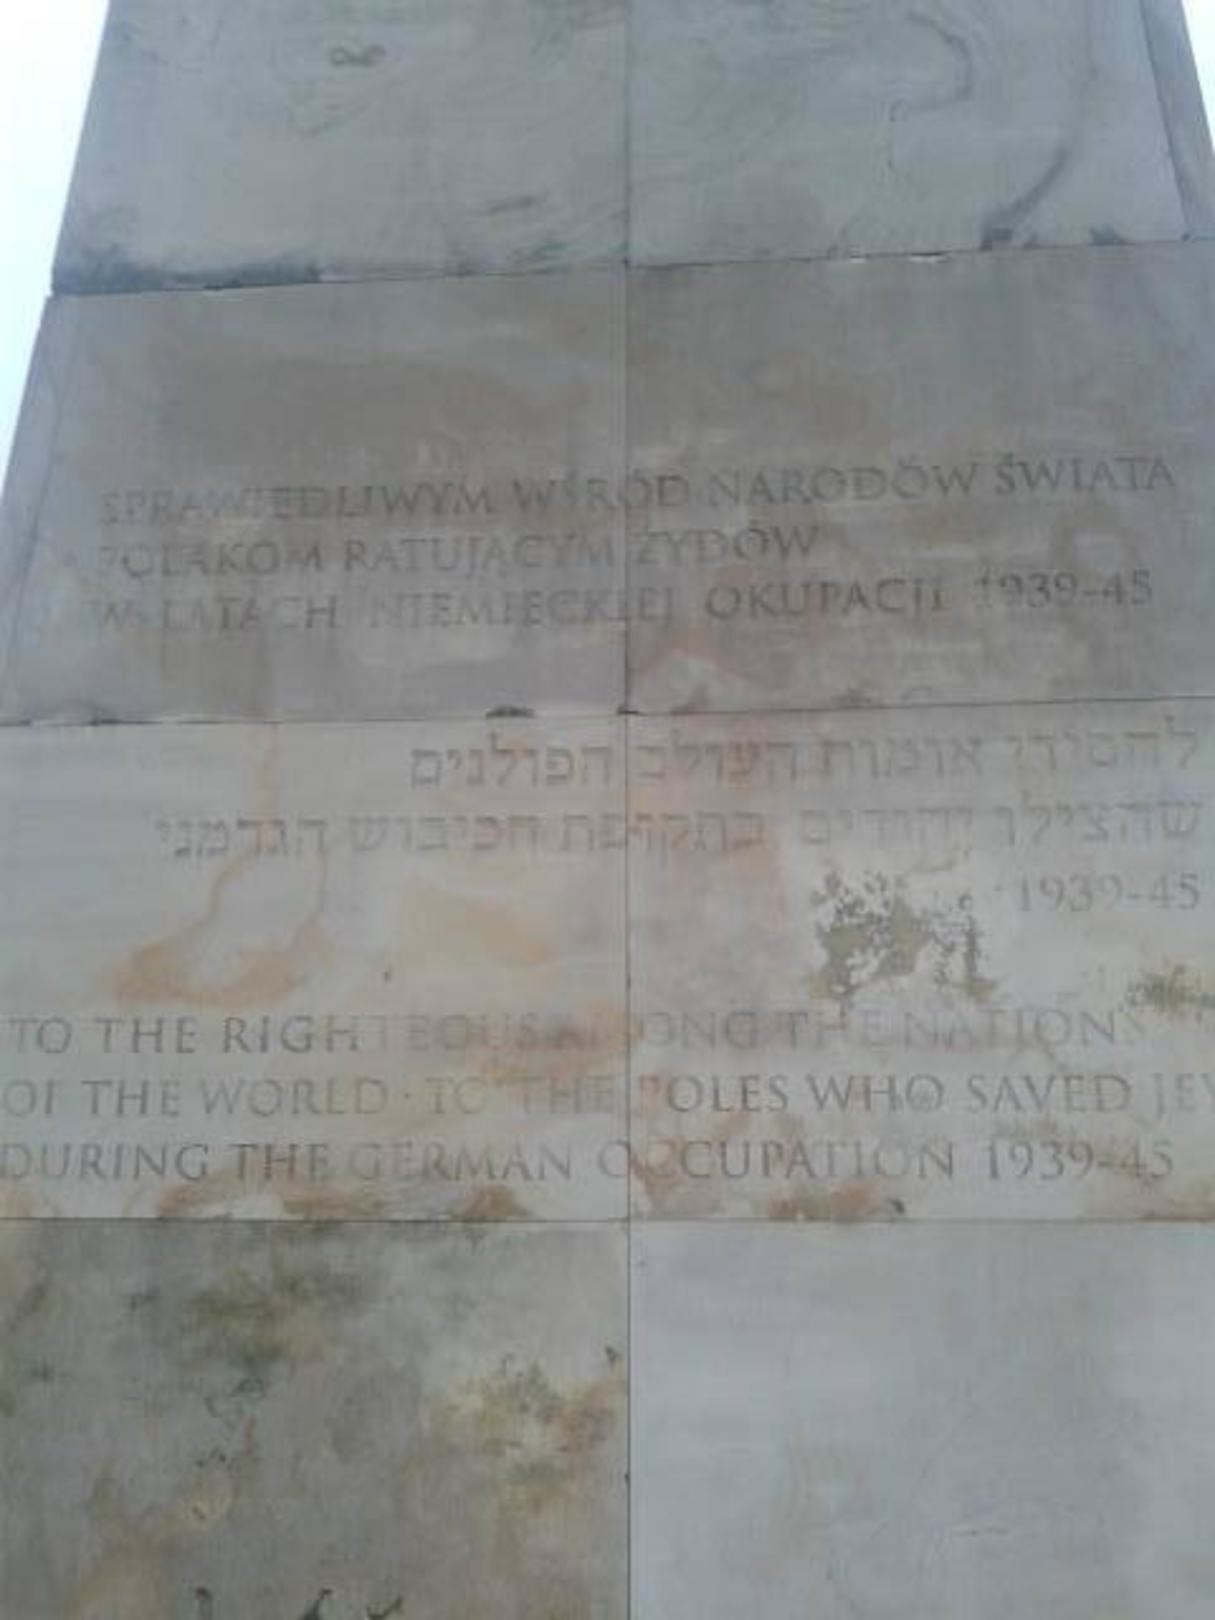 SPRAWIEDLIWYM WŚRÓD NARODÓW ŚWIATA
POLAKOM RATUJĄCYM ŻYDÓW
W LATACH NIEMIECKIEJ OKUPACJI 1939-45
לחסידי אומות העולם הפולנים
שהצילו יהודים בתקופת הכיבוש הגרמני
1939-45
TO THE RIGHTEOUS AMONG THE NATIONS
OF THE WORLD · TO THE POLES WHO SAVED JEW
DURING THE GERMAN OCCUPATION 1939-45